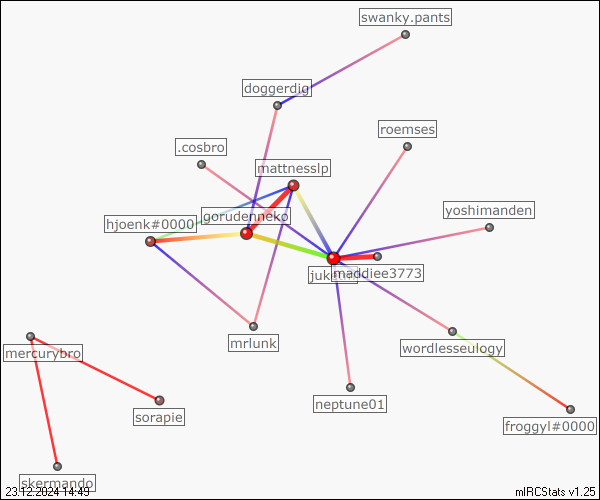 swanky.pants
doggerdig
roemses
.cosbro
mattnesslp
yoshimanden
hjoenk#0000
gorudenneko
maddiee3773
mrlunk
wordlesseulogy
mercurybro
neptune01
sorapie
froggyl#0000
skermando
23.12.2024 14:49
mIRCStats v1.25